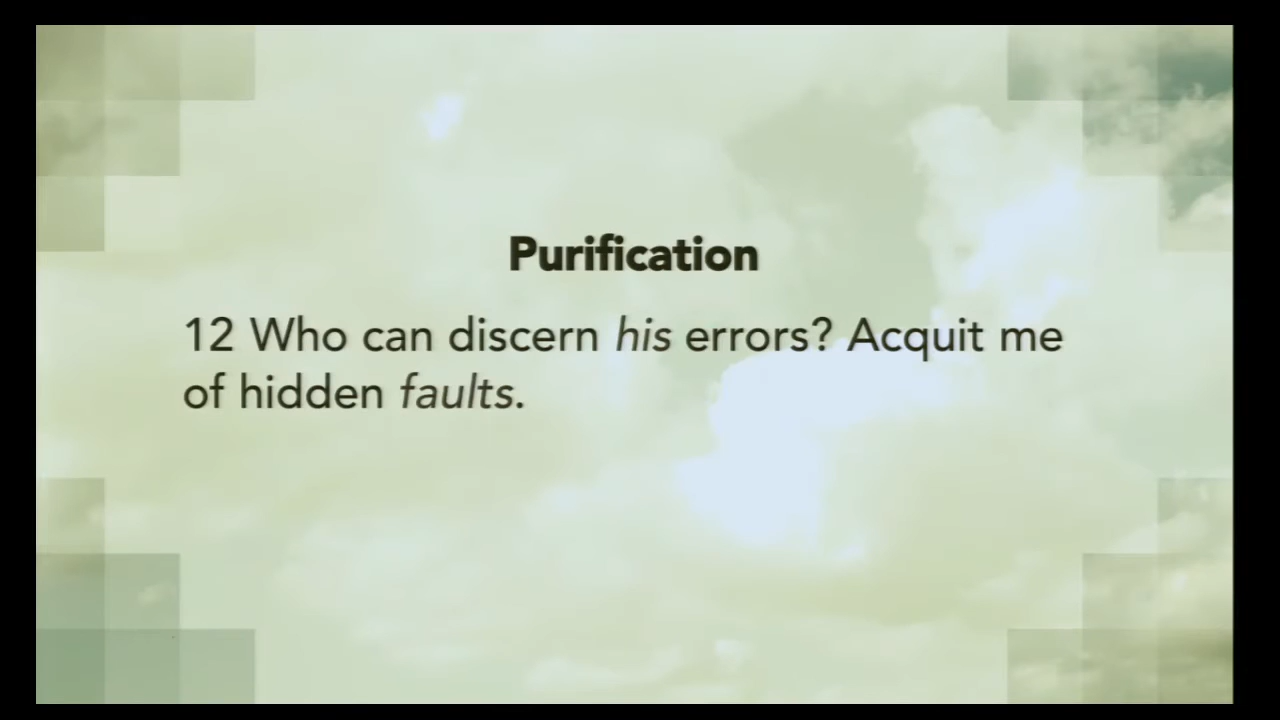 Purification
12 Who can discern his errors? Acquit me
of hidden faults.